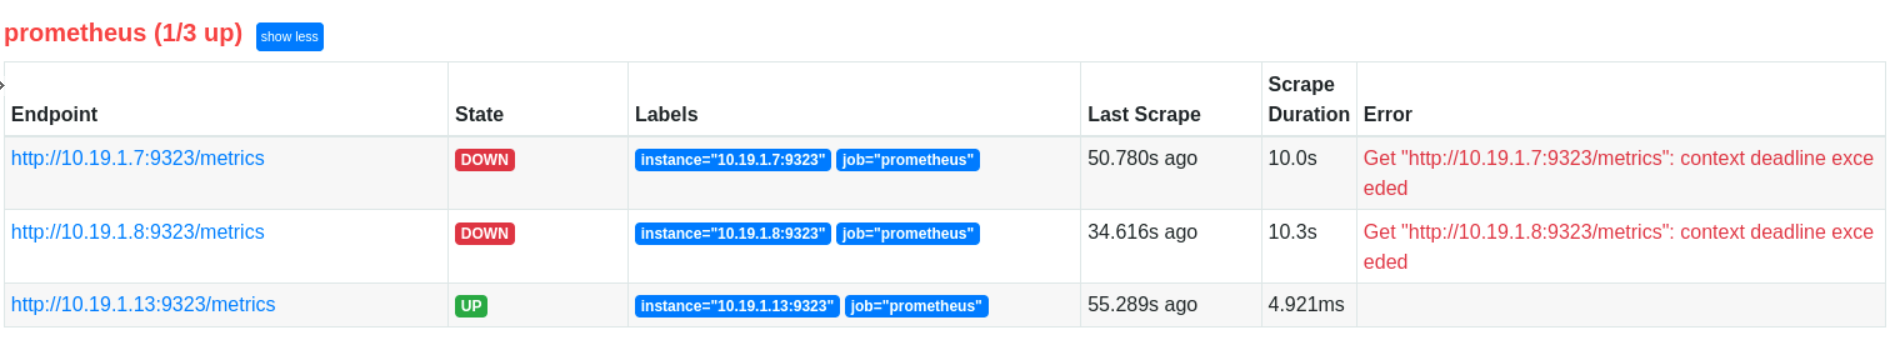 prometheus (1/3 up) show less
Scrape
Endpoint State Labels Last Scrape Duration Error
http://10.19.1.7:9323/metrics DOWN instance="10.19.1.7:9323" job="prometheus" 50.780s ago 10.0s Get "http://10.19.1.7:9323/metrics": context deadline exce
eded
http://10.19.1.8:9323/metrics DOWN instance="10.19.1.8:9323" job="prometheus" 34.616s ago 10.3s Get "http://10.19.1.8:9323/metrics": context deadline exce
eded
http://10.19.1.13:9323/metrics UP instance="10.19.1.13:9323" job="prometheus" 55.289s ago 4.921ms